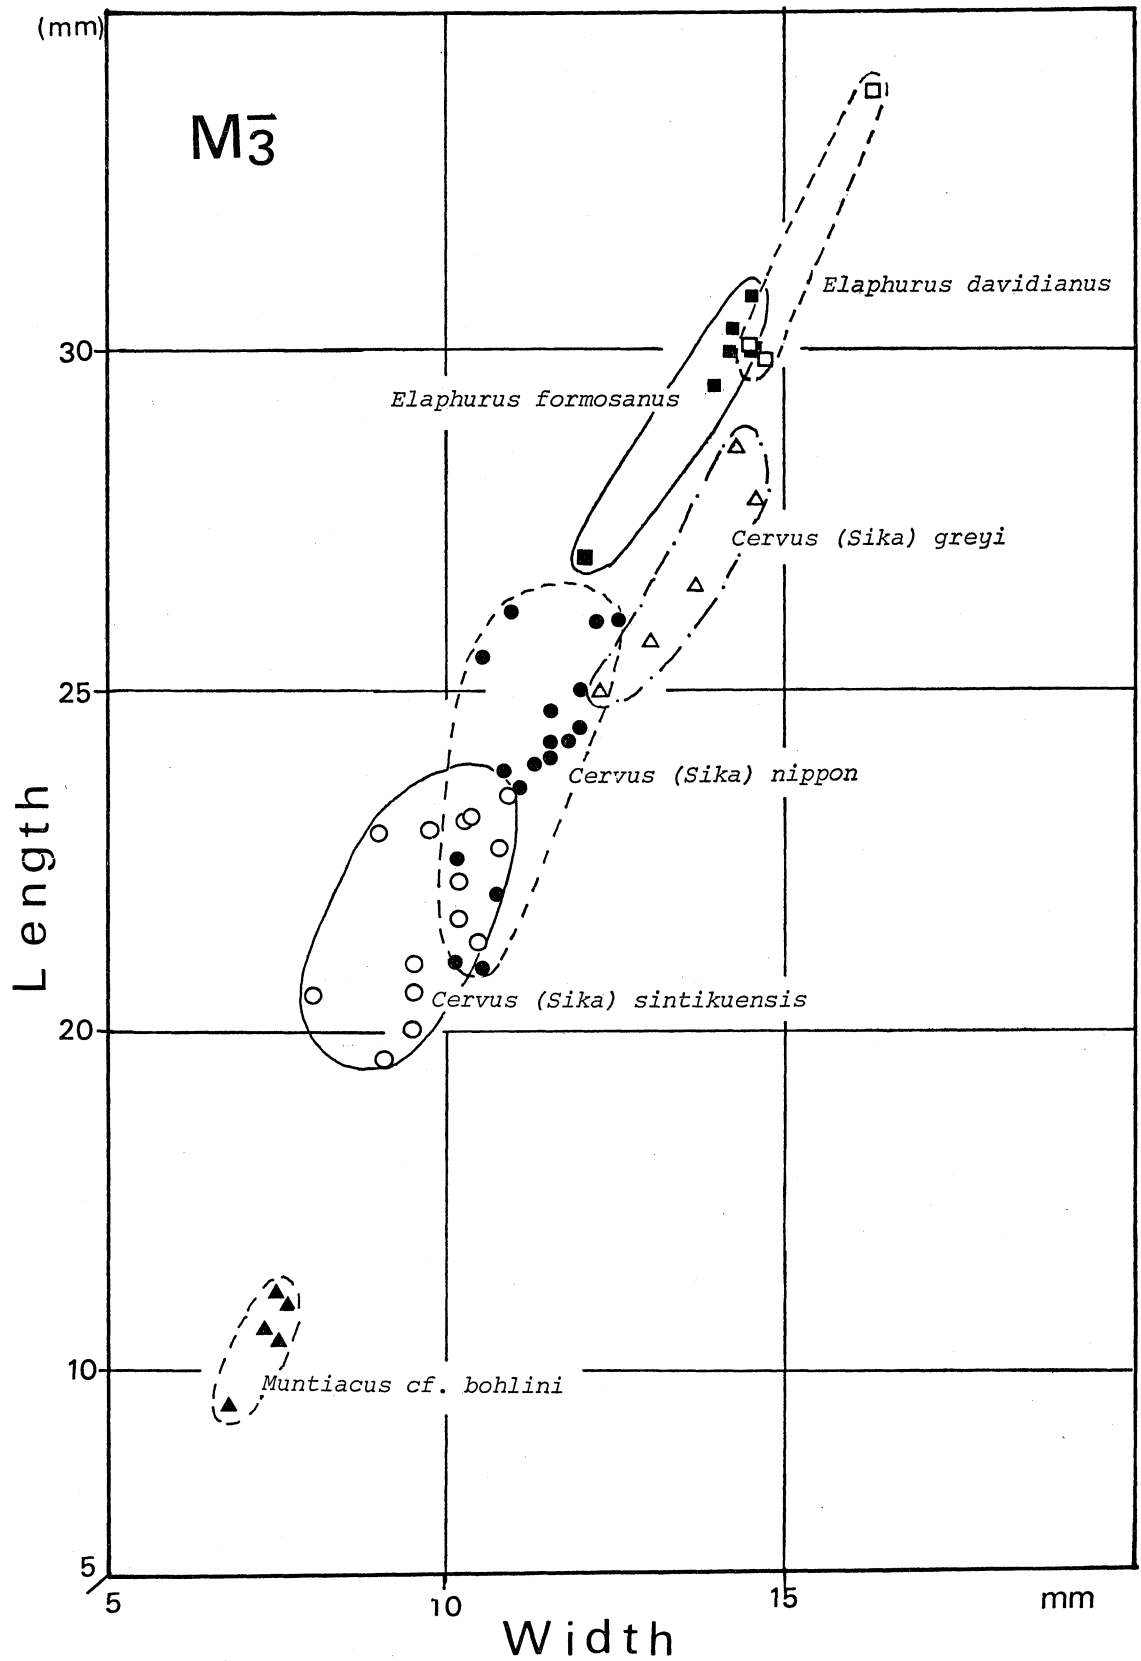 (mm)
M3̄
Elaphurus davidianus
30
Elaphurus formosanus
Cervus (Sika) greyi
25
Cervus (Sika) nippon
Length
Cervus (Sika) sintikuensis
20
10
Muntiacus cf. bohlini
5
5 10 15 mm
Width